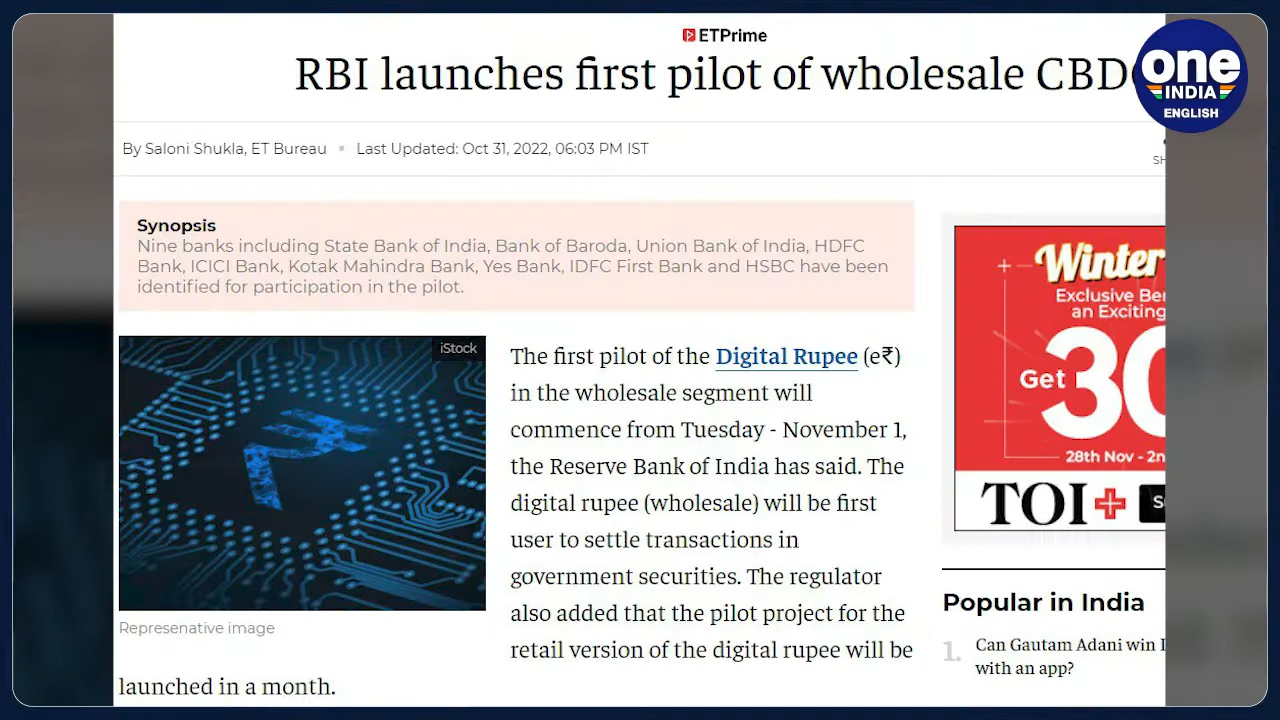 ETPrime
RBI launches first pilot of wholesale
one
INDIA
ENGLISH
By Saloni Shukla, ET Bureau
Last Updated: Oct 31, 2022, 06:03 PM IST
Synopsis
Nine banks including State Bank of India, Bank of Baroda, Union Bank of India, HDFC
Bank, ICICI Bank, Kotak Mahindra Bank, Yes Bank, IDFC First Bank and HSBC have been
identified for participation in the pilot.
iStock
Represenative image
The first pilot of the Digital Rupee (e₹)
in the wholesale segment will
commence from Tuesday - November 1,
the Reserve Bank of India has said. The
digital rupee (wholesale) will be first
user to settle transactions in
government securities. The regulator
also added that the pilot project for the
retail version of the digital rupee will be
launched in a month.
Winter
Exclusive
an Exciting
Get
28th Nov -
TOI+
Popular in India
1. Can Gautam Adani win
with an app?